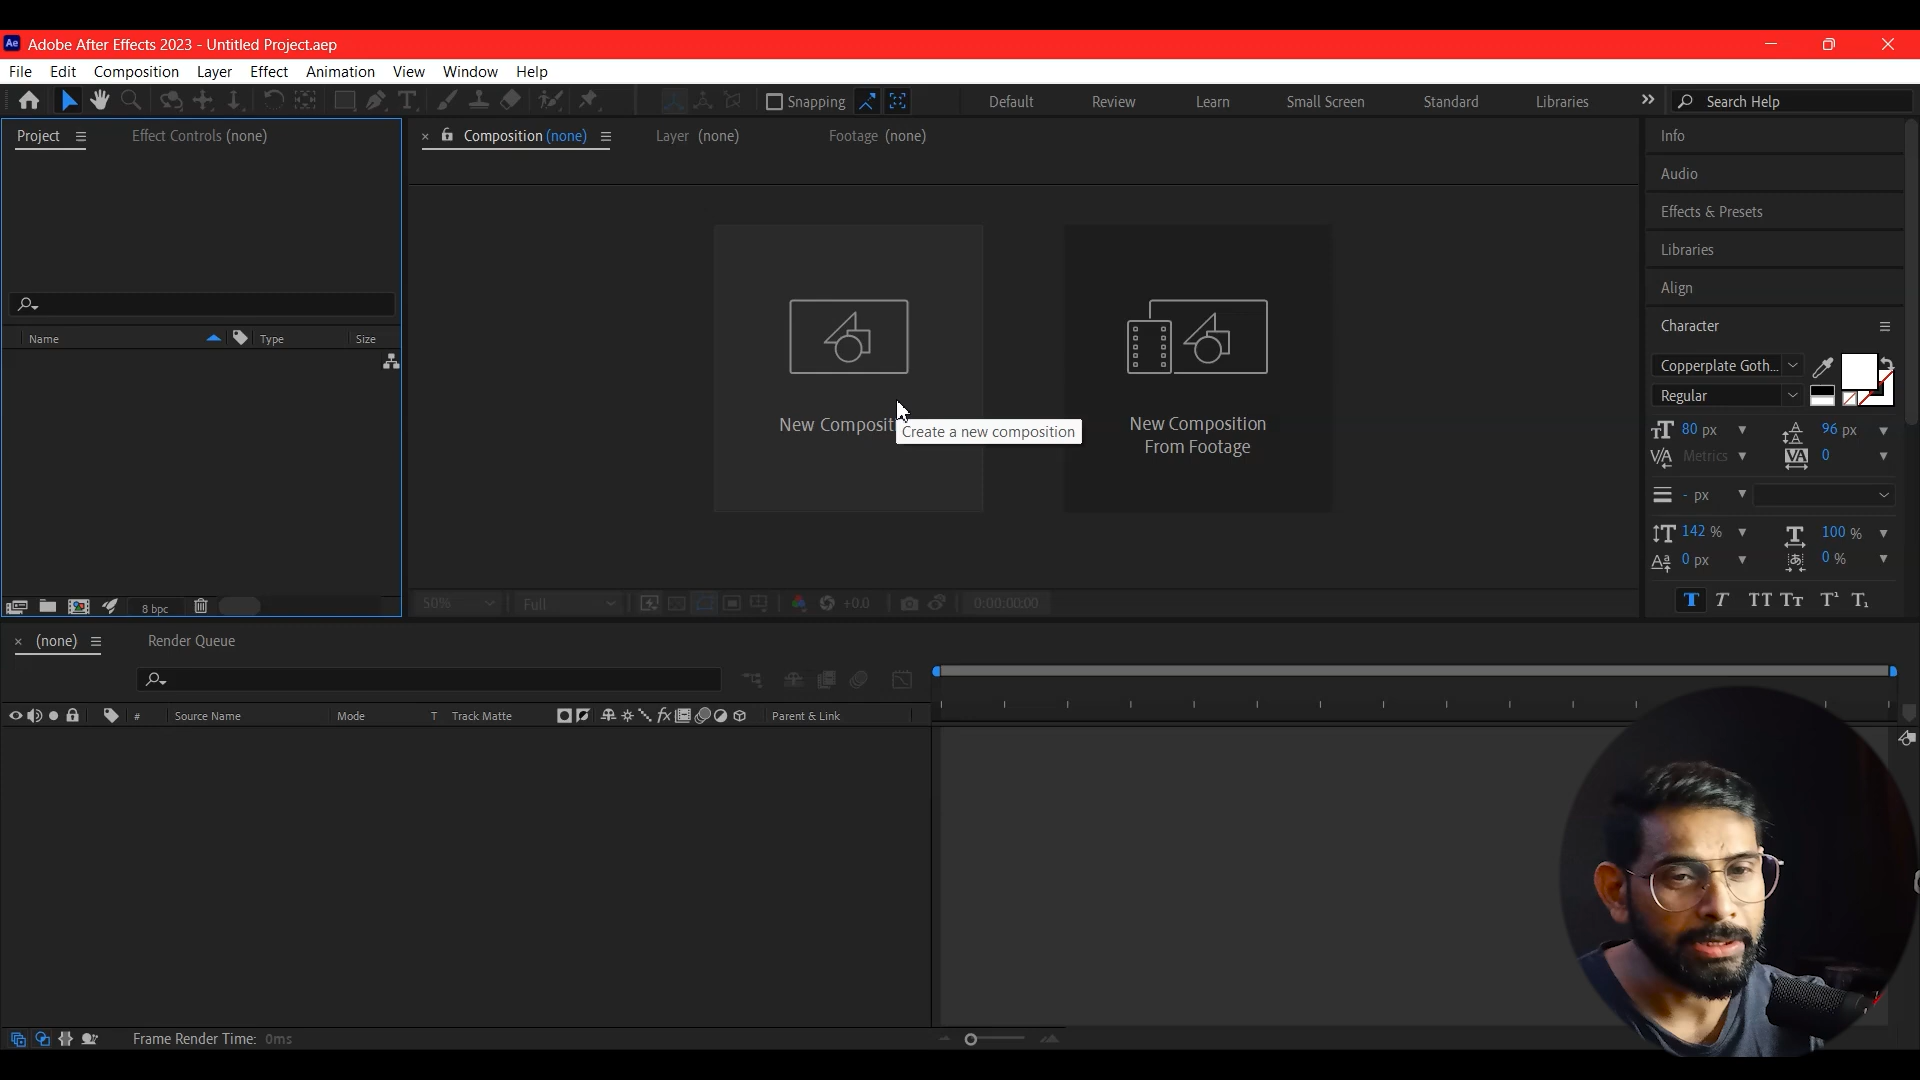 Ae Adobe After Effects 2023 - Untitled Project.aep
File Edit Composition Layer Effect Animation View Window Help
Snapping Default Review Learn Small Screen Standard Libraries Search Help
Project Effect Controls (none) Composition (none) Layer (none) Footage (none) Info
Audio
Effects & Presets
Libraries
Align
Character
Name Type Size
Copperplate Goth...
Regular
New Composit
Create a new composition
New Composition
From Footage
80 px 96 px
Metrics 0
- px
142 % 100 %
0 px 0 %
8 bpc 50% Full +0.0 0:00:00:00
(none) Render Queue
# Source Name Mode T Track Matte Parent & Link
Frame Render Time: 0ms